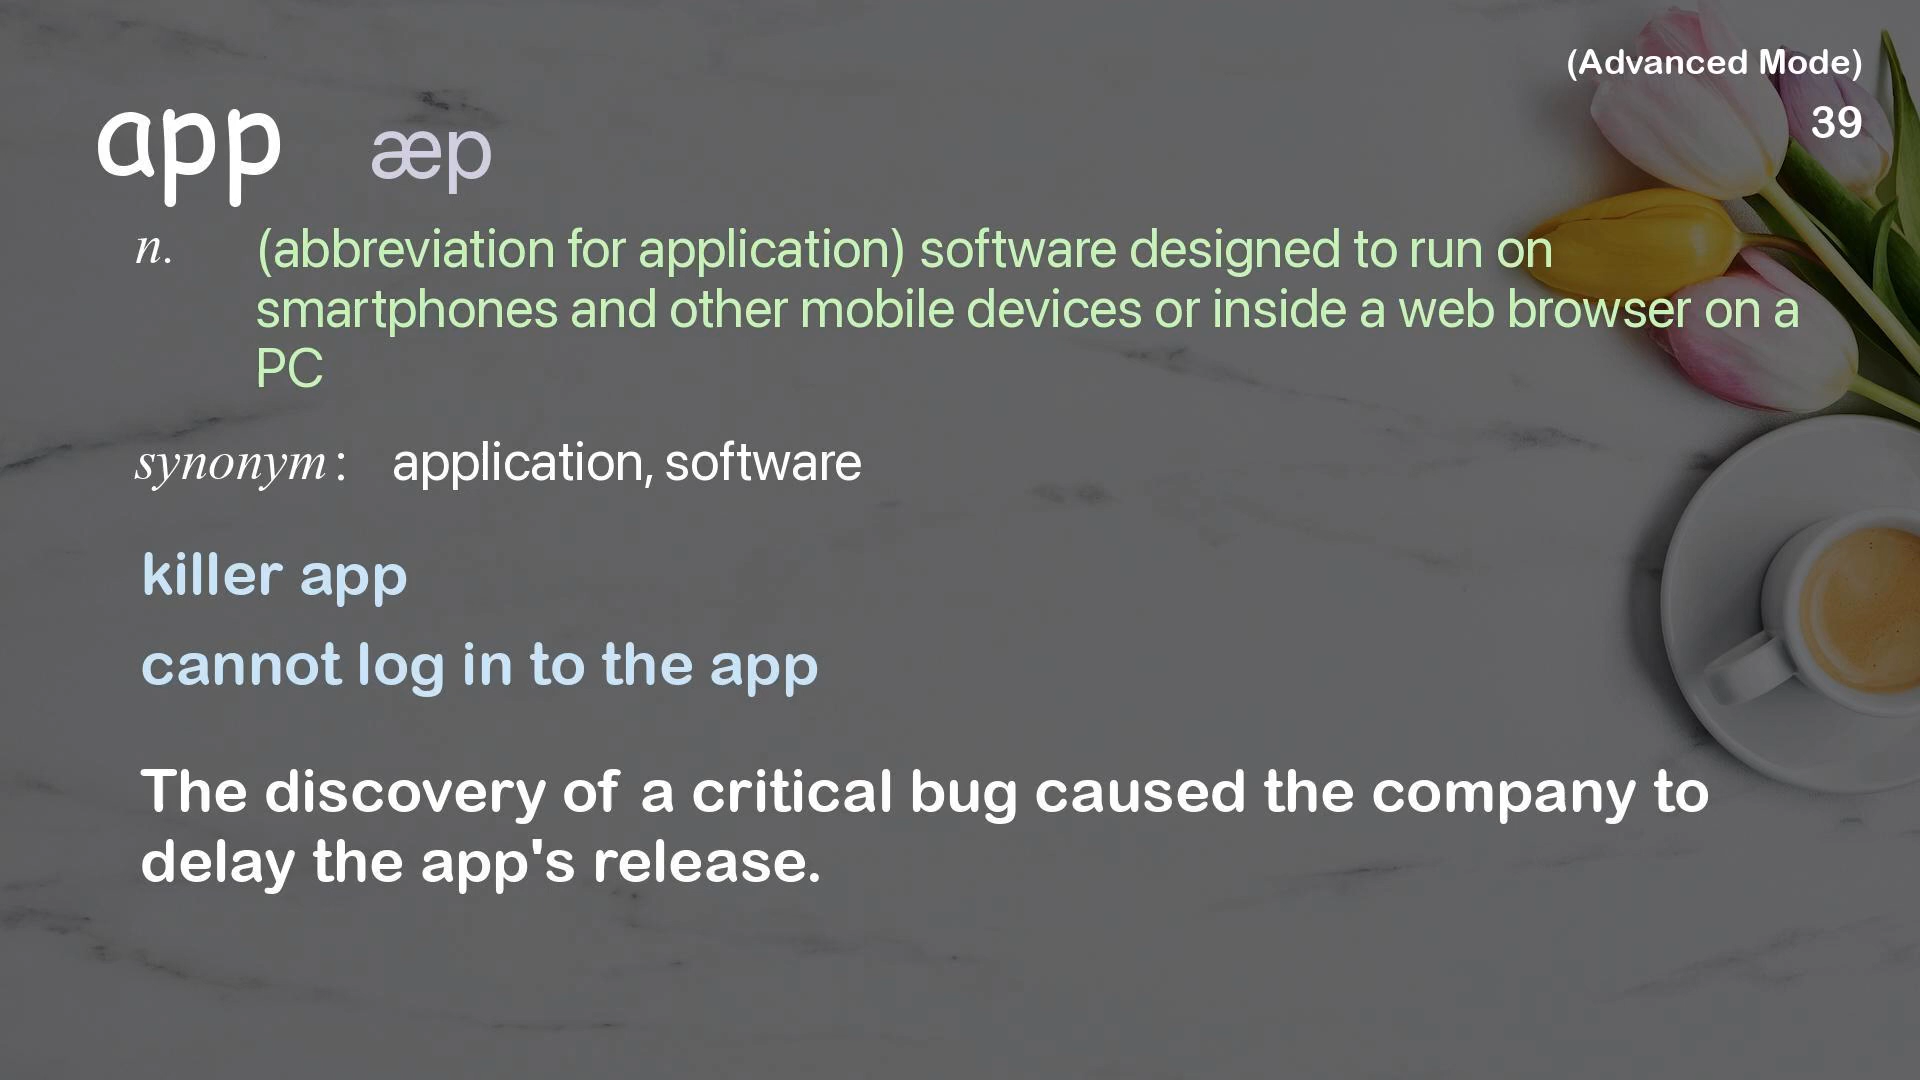 (Advanced Mode)
39
app æp
n. (abbreviation for application) software designed to run on
smartphones and other mobile devices or inside a web browser on a
PC
synonym: application, software
killer app
cannot log in to the app
The discovery of a critical bug caused the company to
delay the app's release.